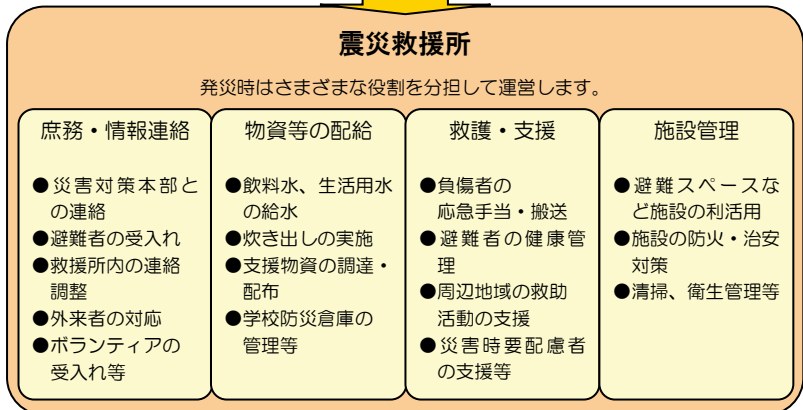 震災救援所
発災時はさまざまな役割を分担して運営します。
庶務・情報連絡
●災害対策本部と
の連絡
●避難者の受入れ
●救援所内の連絡
調整
●外来者の対応
●ボランティアの
受入れ等
物資等の配給
●飲料水、生活用水
の給水
●炊き出しの実施
●支援物資の調達・
配布
●学校防災倉庫の
管理等
救護・支援
●負傷者の
応急手当・搬送
●避難者の健康管
理
●周辺地域の救助
活動の支援
●災害時要配慮者
の支援等
施設管理
●避難スペースな
ど施設の利活用
●施設の防火・治安
対策
●清掃、衛生管理等